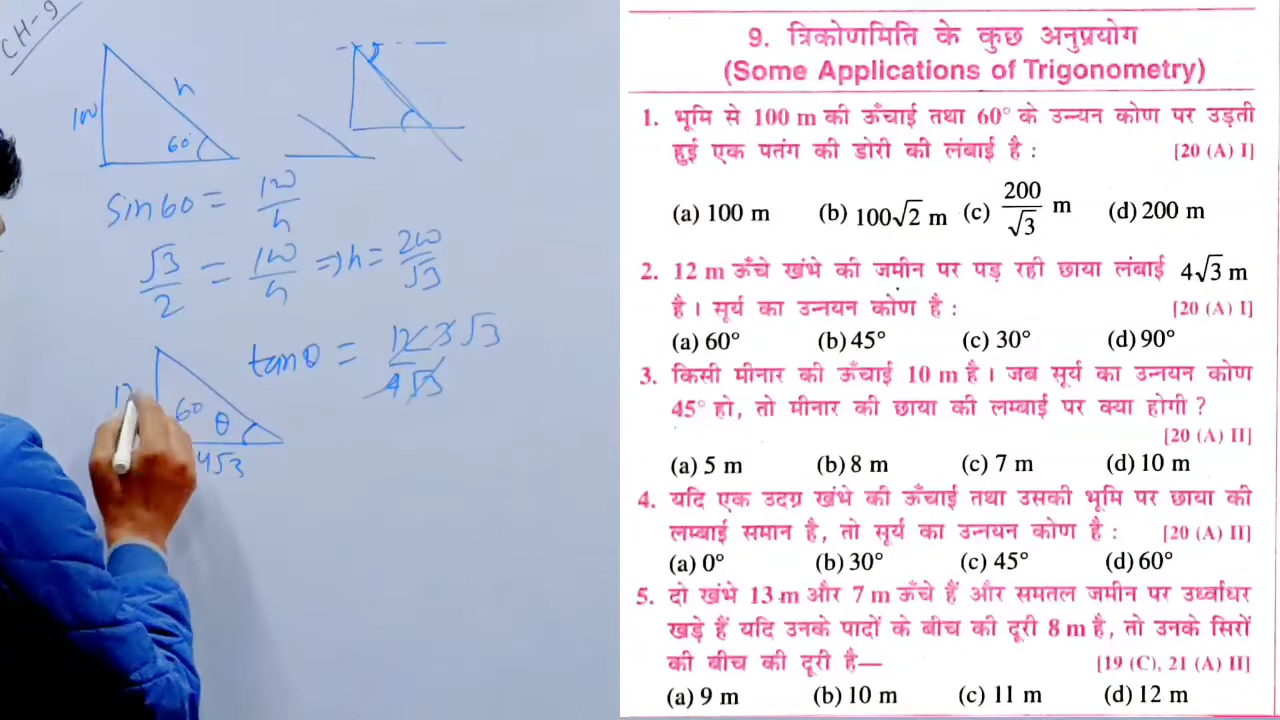 CH-9
100
h
60°
sin60 = 100/h
√3/2 = 100/h ⇒ h = 200/√3
tanθ = 12 3√3/4√3
12
60
θ
4√3
9. त्रिकोणमिति के कुछ अनुप्रयोग
(Some Applications of Trigonometry)
1. भूमि से 100 m की ऊँचाई तथा 60° के उन्नयन कोण पर उड़ती
हुई एक पतंग की डोरी की लंबाई है : [20 (A) I]
(a) 100 m (b) 100√2 m (c) 200/√3 m (d) 200 m
2. 12 m ऊँचे खंभे की जमीन पर पड़ रही छाया लंबाई 4√3 m
है। सूर्य का उन्नयन कोण है : [20 (A) I]
(a) 60° (b) 45° (c) 30° (d) 90°
3. किसी मीनार की ऊँचाई 10 m है। जब सूर्य का उन्नयन कोण
45° हो, तो मीनार की छाया की लम्बाई पर क्या होगी ?
[20 (A) II]
(a) 5 m (b) 8 m (c) 7 m (d) 10 m
4. यदि एक उदग्र खंभे की ऊँचाई तथा उसकी भूमि पर छाया की
लम्बाई समान है, तो सूर्य का उन्नयन कोण है : [20 (A) II]
(a) 0° (b) 30° (c) 45° (d) 60°
5. दो खंभे 13 m और 7 m ऊँचे हैं और समतल जमीन पर उर्ध्वाधर
खड़े हैं यदि उनके पादों के बीच की दूरी 8 m है, तो उनके सिरों
की बीच की दूरी है— [19 (C), 21 (A) II]
(a) 9 m (b) 10 m (c) 11 m (d) 12 m